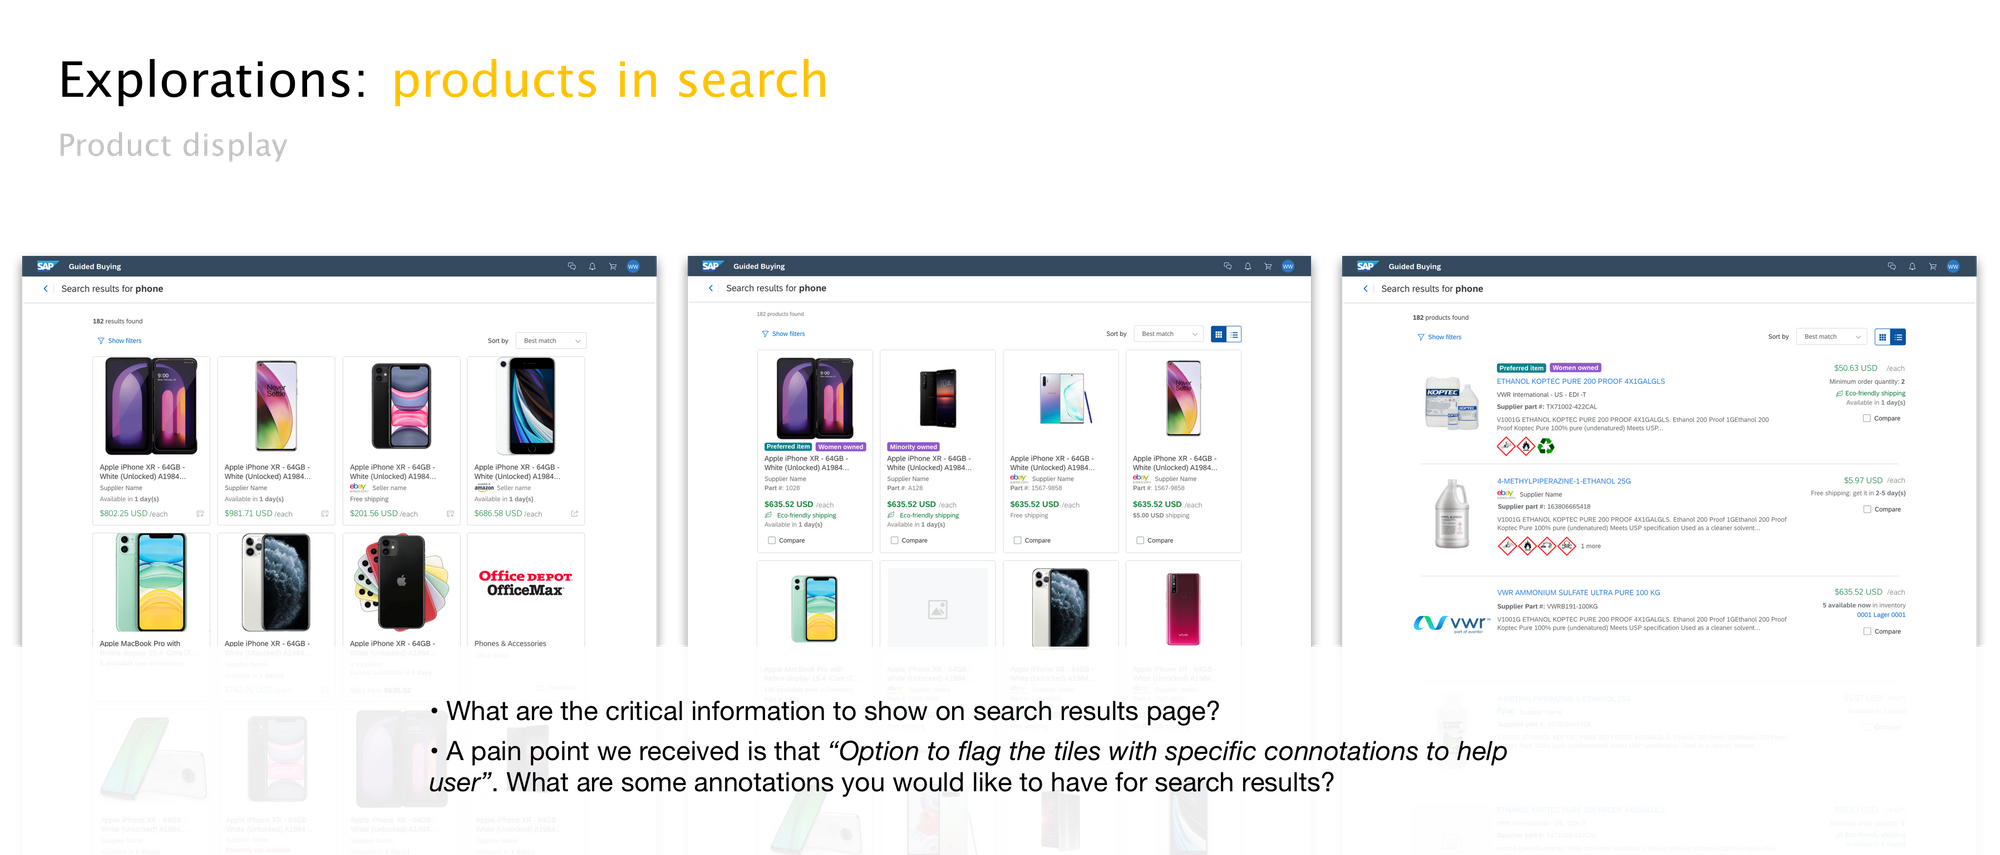 Explorations: products in search
Product display
SAP Guided Buying WW
Search results for phone
182 results found
Show filters
Sort by Best match
Apple iPhone XR - 64GB -
White (Unlocked) A1984...
Supplier Name
Available in 1 day(s)
$802.25 USD /each
Apple iPhone XR - 64GB -
White (Unlocked) A1984...
Supplier Name
Available in 1 day(s)
$981.71 USD /each
Apple iPhone XR - 64GB -
White (Unlocked) A1984...
ebay Seller name
Free shipping
$201.56 USD /each
Apple iPhone XR - 64GB -
White (Unlocked) A1984...
amazon Seller name
Available in 1 day(s)
$686.58 USD /each
Apple MacBook Pro with
Apple iPhone XR - 64GB -
Apple iPhone XR - 64GB -
Office DEPOT
OfficeMax
Phones & Accessories
SAP Guided Buying WW
Search results for phone
182 products found
Show filters
Sort by Best match
Preferred item Women owned
Apple iPhone XR - 64GB -
White (Unlocked) A1984...
Supplier Name
Part #: 1028
$635.52 USD /each
Eco-friendly shipping
Available in 1 day(s)
Compare
Minority owned
Apple iPhone XR - 64GB -
White (Unlocked) A1984...
Supplier Name
Part #: A128
$635.52 USD /each
Eco-friendly shipping
Available in 1 day(s)
Compare
Apple iPhone XR - 64GB -
White (Unlocked) A1984...
ebay Supplier Name
Part #: 1567-9858
$635.52 USD /each
Free shipping
Compare
Never
Settle
Apple iPhone XR - 64GB -
White (Unlocked) A1984...
ebay Supplier Name
Part #: 1567-9858
$635.52 USD /each
$5.00 USD shipping
Compare
SAP Guided Buying WW
Search results for phone
182 products found
Show filters
Sort by Best match
Preferred item Women owned
ETHANOL KOPTEC PURE 200 PROOF 4X1GALGLS
VWR International - US - EDI -T
Supplier part #: TX71002-422CAL
V1001G ETHANOL KOPTEC PURE 200 PROOF 4X1GALGLS. Ethanol 200 Proof 1GEthanol 200
Proof Koptec Pure 100% pure (undenatured) Meets USP...
$50.63 USD /each
Minimum order quantity: 2
Eco-friendly shipping
Available in 1 day(s)
Compare
KOPTEC
4-METHYLPIPERAZINE-1-ETHANOL 25G
ebay Supplier Name
Supplier part #: 163806665418
V1001G ETHANOL KOPTEC PURE 200 PROOF 4X1GALGLS. Ethanol 200 Proof 1GEthanol 200 Proof
Koptec Pure 100% pure (undenatured) Meets USP specification Used as a cleaner solvent...
1 more
$5.97 USD /each
Free shipping: get it in 2-5 day(s)
Compare
VWR AMMONIUM SULFATE ULTRA PURE 100 KG
Supplier Part #: VWRB191-100KG
V1001G ETHANOL KOPTEC PURE 200 PROOF 4X1GALGLS. Ethanol 200 Proof 1GEthanol 200 Proof
Koptec Pure 100% pure (undenatured) Meets USP specification Used as a cleaner solvent...
vwr
part of avantor
$635.52 USD /each
5 available now in inventory
0001 Lager 0001
Compare
• What are the critical information to show on search results page?
• A pain point we received is that “Option to flag the tiles with specific connotations to help
user”. What are some annotations you would like to have for search results?